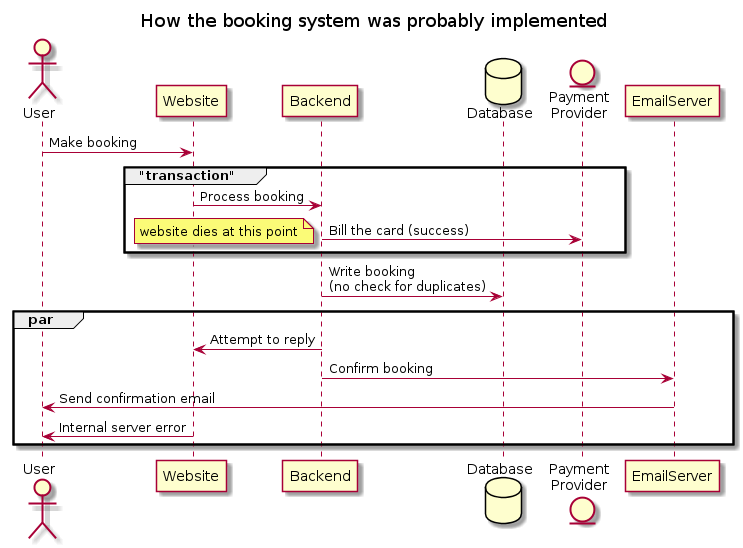 How the booking system was probably implemented
User
Website
Backend
Database
Payment
Provider
EmailServer
Make booking
"transaction"
Process booking
website dies at this point
Bill the card (success)
Write booking
(no check for duplicates)
par
Attempt to reply
Confirm booking
Send confirmation email
Internal server error
User
Website
Backend
Database
Payment
Provider
EmailServer